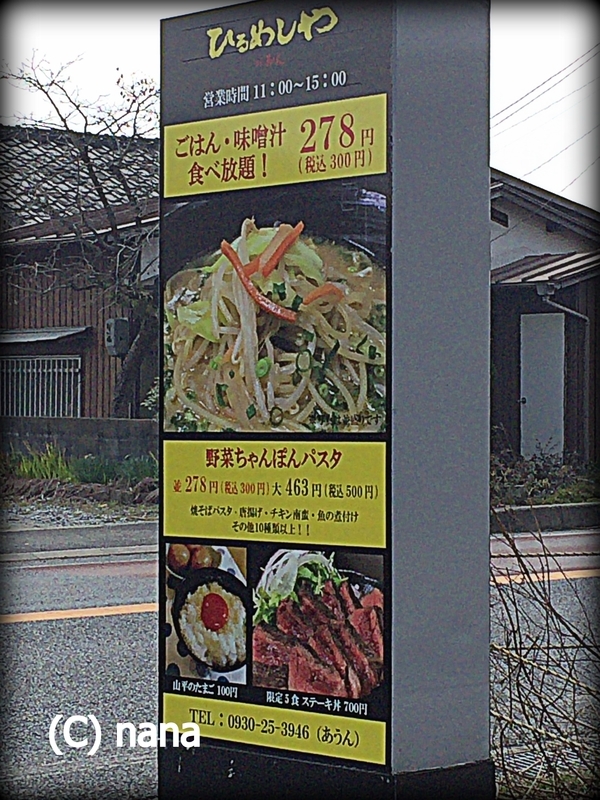 ひるめしや
営業時間 11：00〜15：00
ごはん・味噌汁 278円
食べ放題！ （税込 300円）
野菜ちゃんぽんパスタ
並 278円（税込300円） 大 463円（税込 500円）
焼そばパスタ・唐揚げ・チキン南蛮・魚の煮付け
その他10種類以上！！
山平のたまご 100円
限定5食 ステーキ丼 700円
TEL：0930-25-3946（あうん）
(C) nana